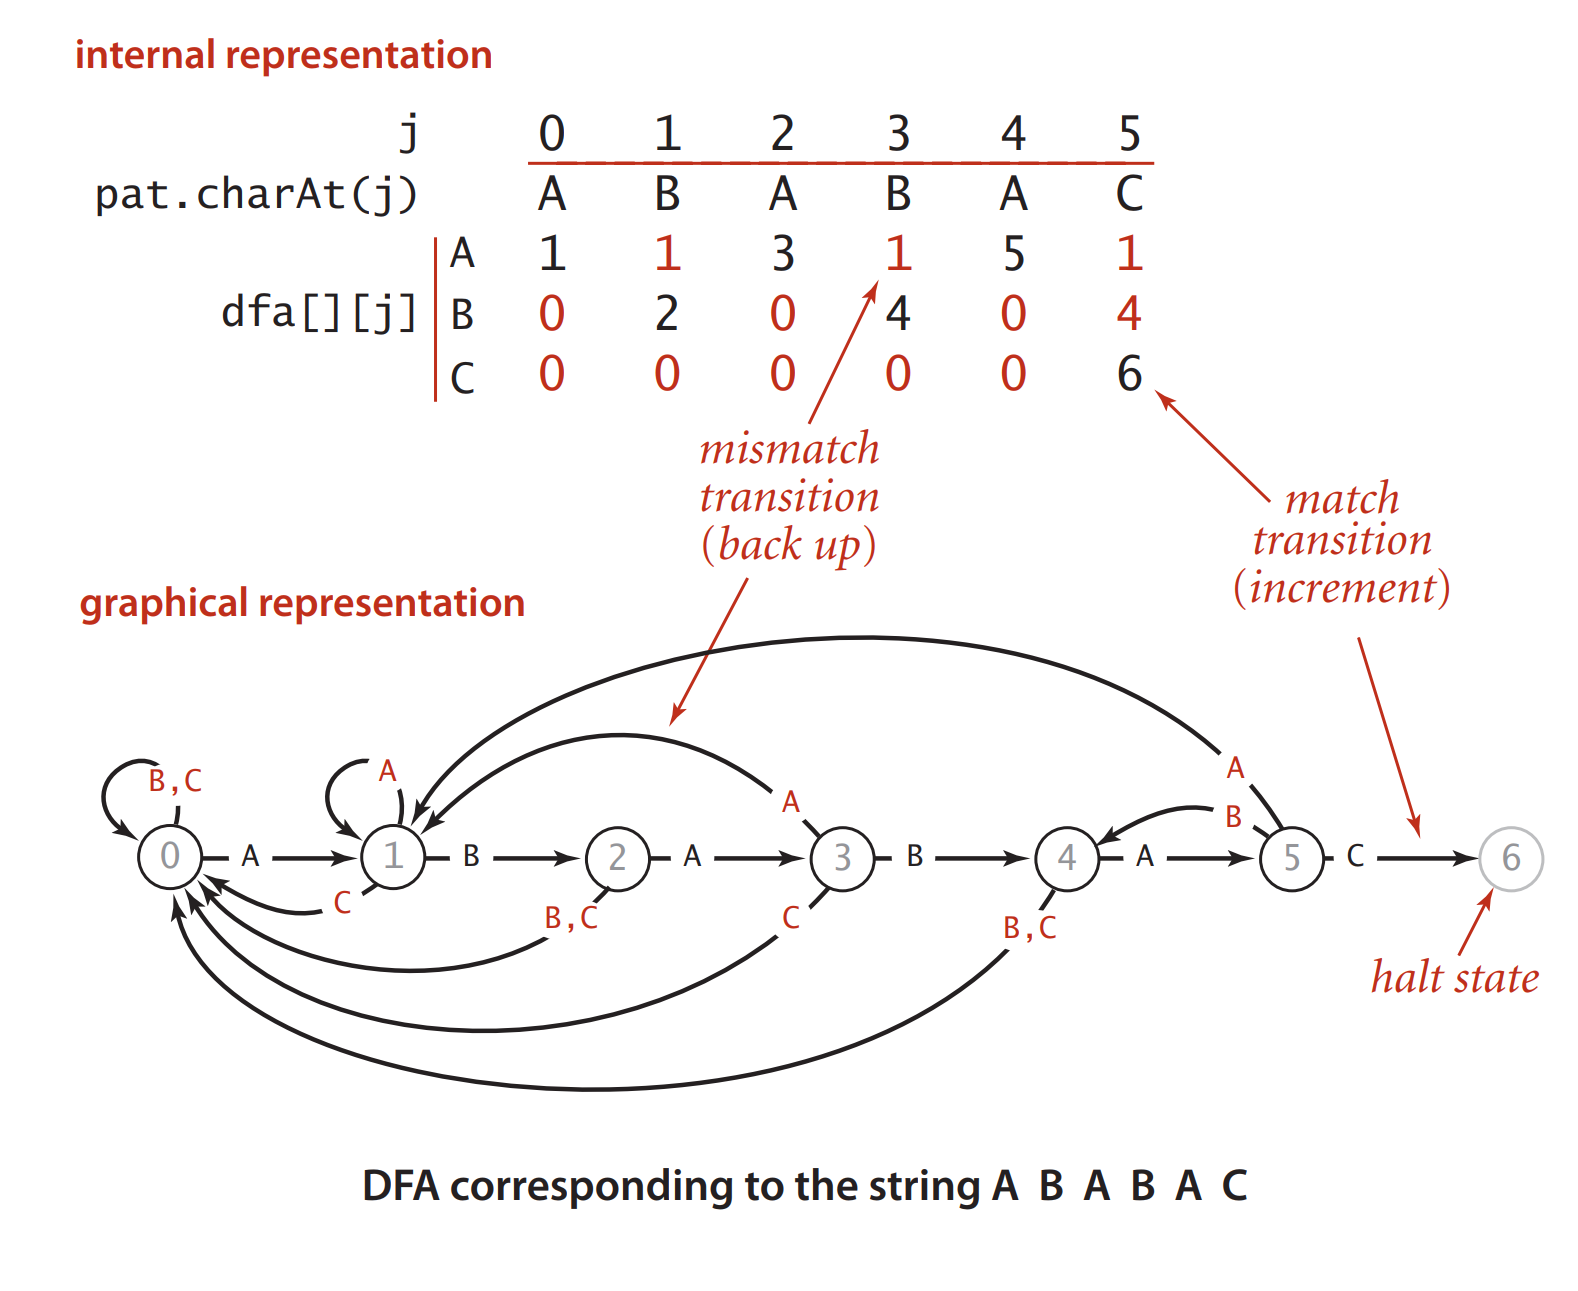 internal representation
j 0 1 2 3 4 5
pat.charAt(j) A B A B A C
A 1 1 3 1 5 1
dfa[][j] B 0 2 0 4 0 4
C 0 0 0 0 0 6
mismatch
transition
(back up)
match
transition
(increment)
graphical representation
A
B,C A A B
0 A 1 B 2 A 3 B 4 A 5 C 6
C B,C C B,C
halt state
DFA corresponding to the string A B A B A C